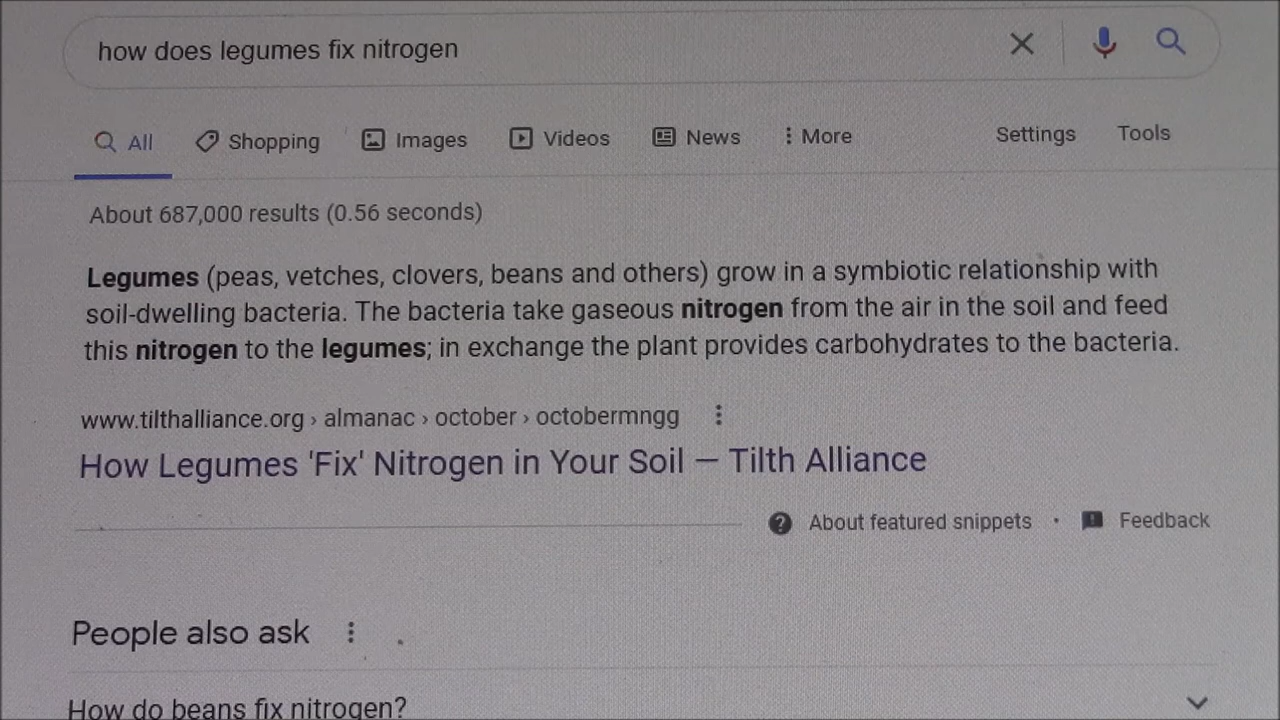 how does legumes fix nitrogen
All Shopping Images Videos News More Settings Tools
About 687,000 results (0.56 seconds)
Legumes (peas, vetches, clovers, beans and others) grow in a symbiotic relationship with
soil-dwelling bacteria. The bacteria take gaseous nitrogen from the air in the soil and feed
this nitrogen to the legumes; in exchange the plant provides carbohydrates to the bacteria.
www.tilthalliance.org › almanac › october › octobermngg
How Legumes 'Fix' Nitrogen in Your Soil — Tilth Alliance
About featured snippets · Feedback
People also ask
How do beans fix nitrogen?